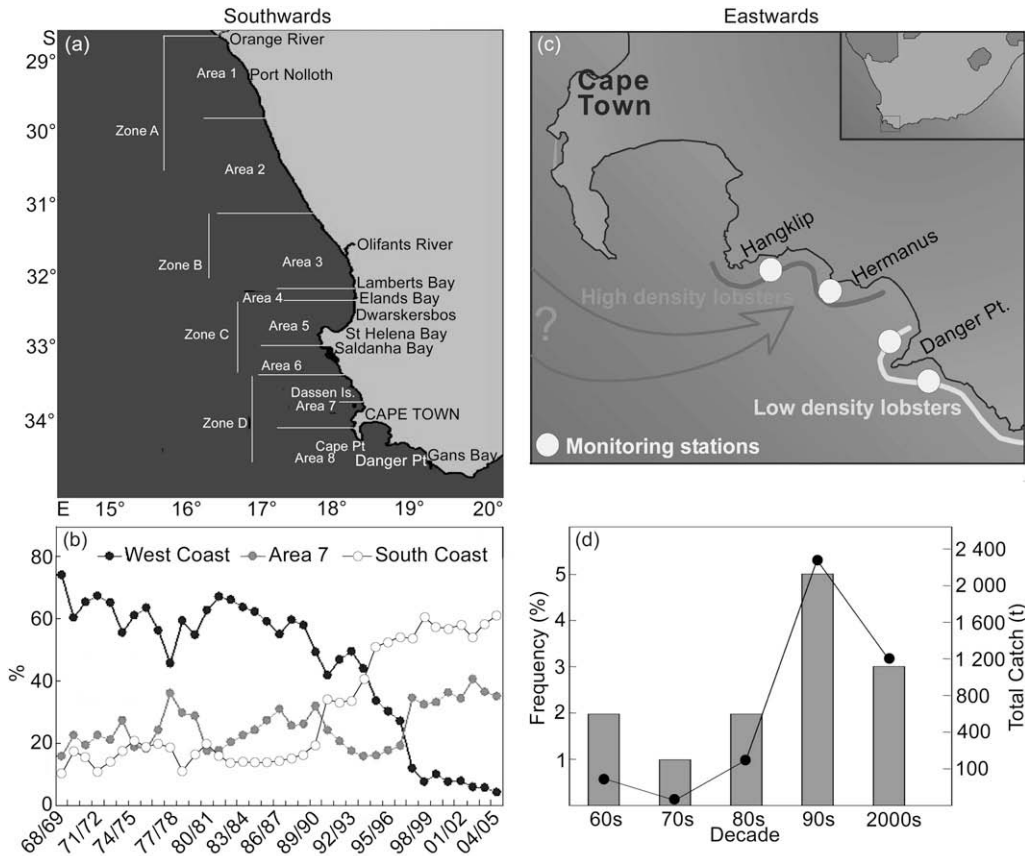 Southwards
Eastwards
(a)
S
29°
30°
31°
32°
33°
34°
E 15° 16° 17° 18° 19° 20°
Orange River
Area 1
Port Nolloth
Zone A
Area 2
Zone B
Olifants River
Area 3
Lamberts Bay
Area 4
Elands Bay
Dwarskersbos
Zone C
Area 5
St Helena Bay
Saldanha Bay
Area 6
Dassen Is.
Area 7
Zone D
CAPE TOWN
Cape Pt
Gans Bay
Area 8
Danger Pt
(c)
Cape
Town
Hangklip
Hermanus
High density lobsters
?
Danger Pt.
Low density lobsters
Monitoring stations
(b)
West Coast
Area 7
South Coast
80
60
40
20
0
%
68/69
71/72
74/75
77/78
80/81
83/84
86/87
89/90
92/93
95/96
98/99
01/02
04/05
(d)
Frequency (%)
5
4
3
2
1
Total Catch (t)
2 400
2 000
1 600
1 200
800
400
100
60s 70s 80s 90s 2000s
Decade